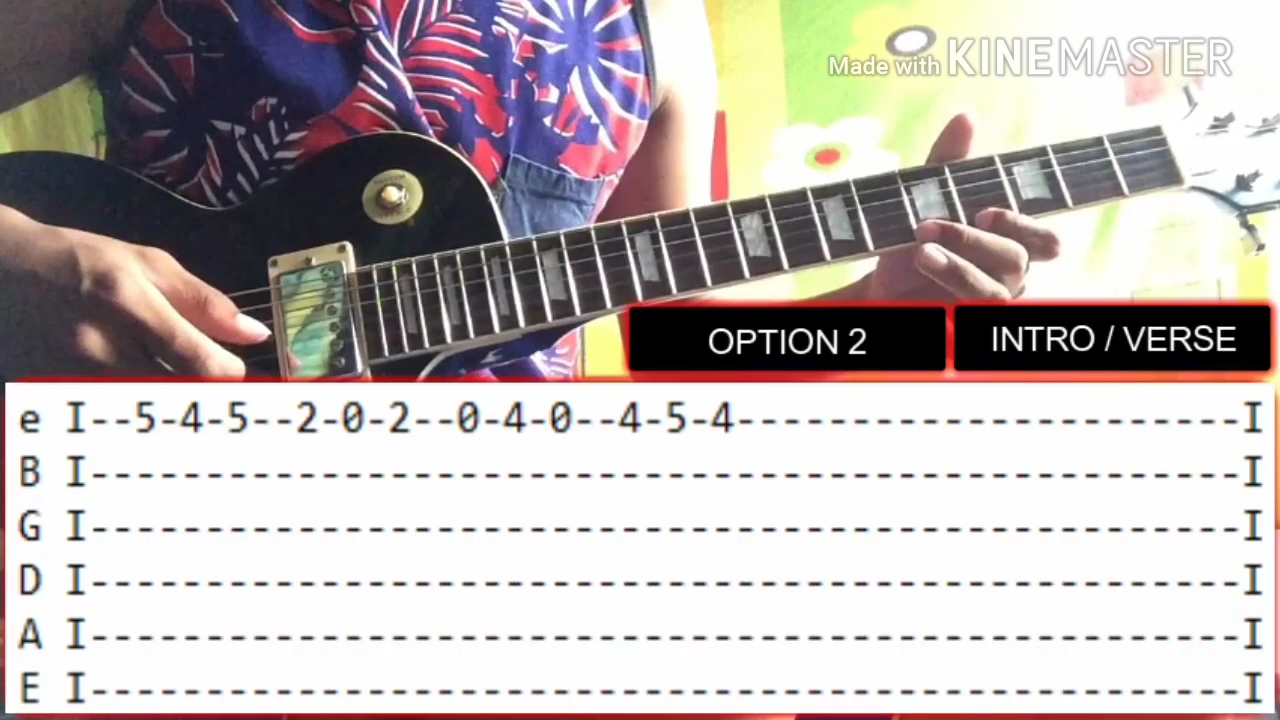 Made with KINEMASTER
OPTION 2
INTRO / VERSE
e I--5-4-5--2-0-2--0-4-0--4-5-4-----------------------I
B I---------------------------------------------------I
G I---------------------------------------------------I
D I---------------------------------------------------I
A I---------------------------------------------------I
E I---------------------------------------------------I